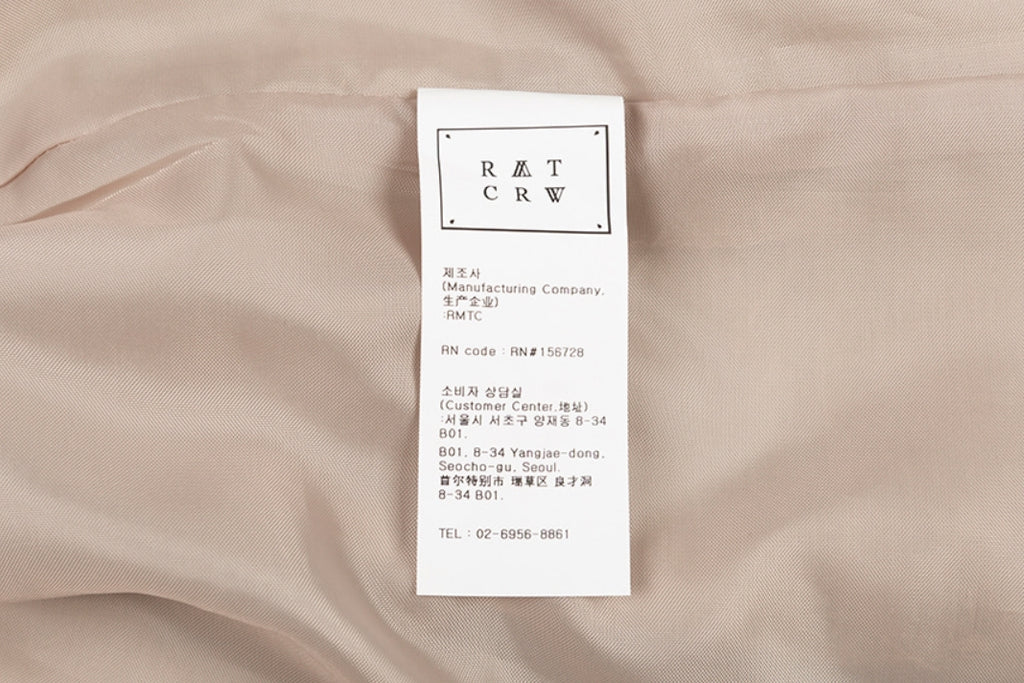 R M T
C R W
제조사
(Manufacturing Company,
生产企业)
:RMTC
RN code : RN#156728
소비자 상담실
(Customer Center,地址)
:서울시 서초구 양재동 8-34
B01.
B01, 8-34 Yangjae-dong,
Seocho-gu, Seoul.
首尔特别市 瑞草区 良才洞
8-34 B01.
TEL : 02-6956-8861